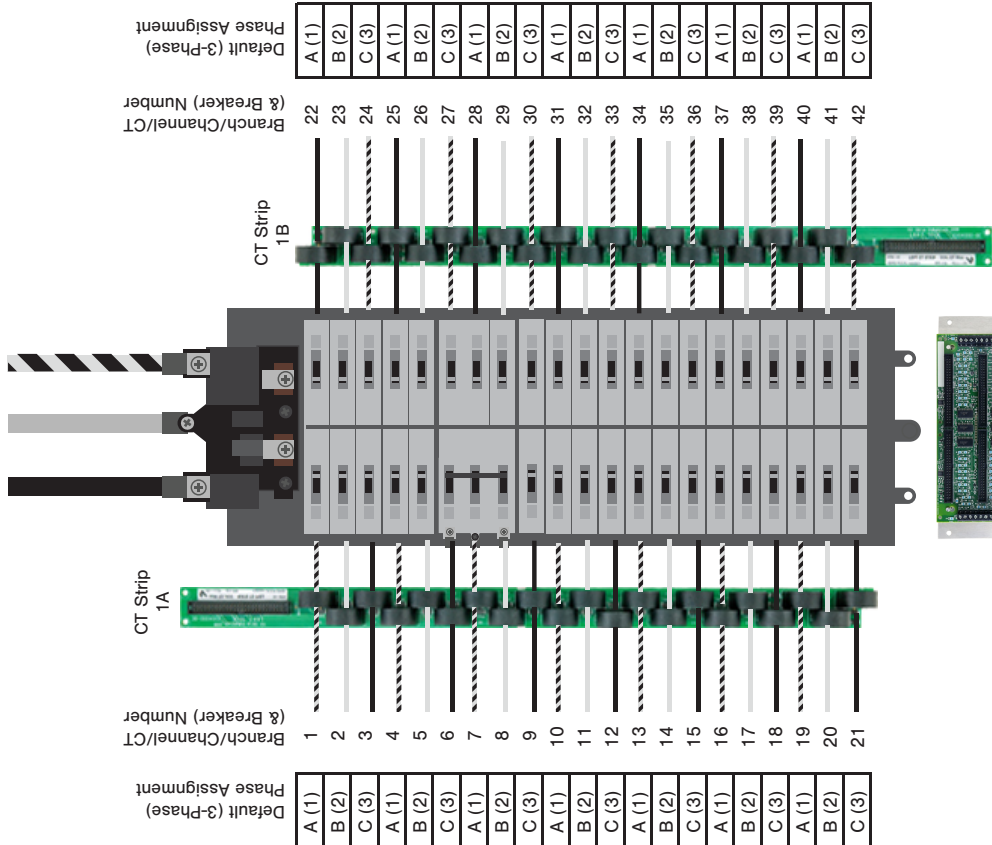 Default (3-Phase)
Phase Assignment
A (1)
B (2)
C (3)
A (1)
B (2)
C (3)
A (1)
B (2)
C (3)
A (1)
B (2)
C (3)
A (1)
B (2)
C (3)
A (1)
B (2)
C (3)
A (1)
B (2)
C (3)
Branch/Channel/CT
(& Breaker) Number
22
23
24
25
26
27
28
29
30
31
32
33
34
35
36
37
38
39
40
41
42
CT Strip
1B
CT Strip
1A
Branch/Channel/CT
(& Breaker) Number
1
2
3
4
5
6
7
8
9
10
11
12
13
14
15
16
17
18
19
20
21
Default (3-Phase)
Phase Assignment
A (1)
B (2)
C (3)
A (1)
B (2)
C (3)
A (1)
B (2)
C (3)
A (1)
B (2)
C (3)
A (1)
B (2)
C (3)
A (1)
B (2)
C (3)
A (1)
B (2)
C (3)